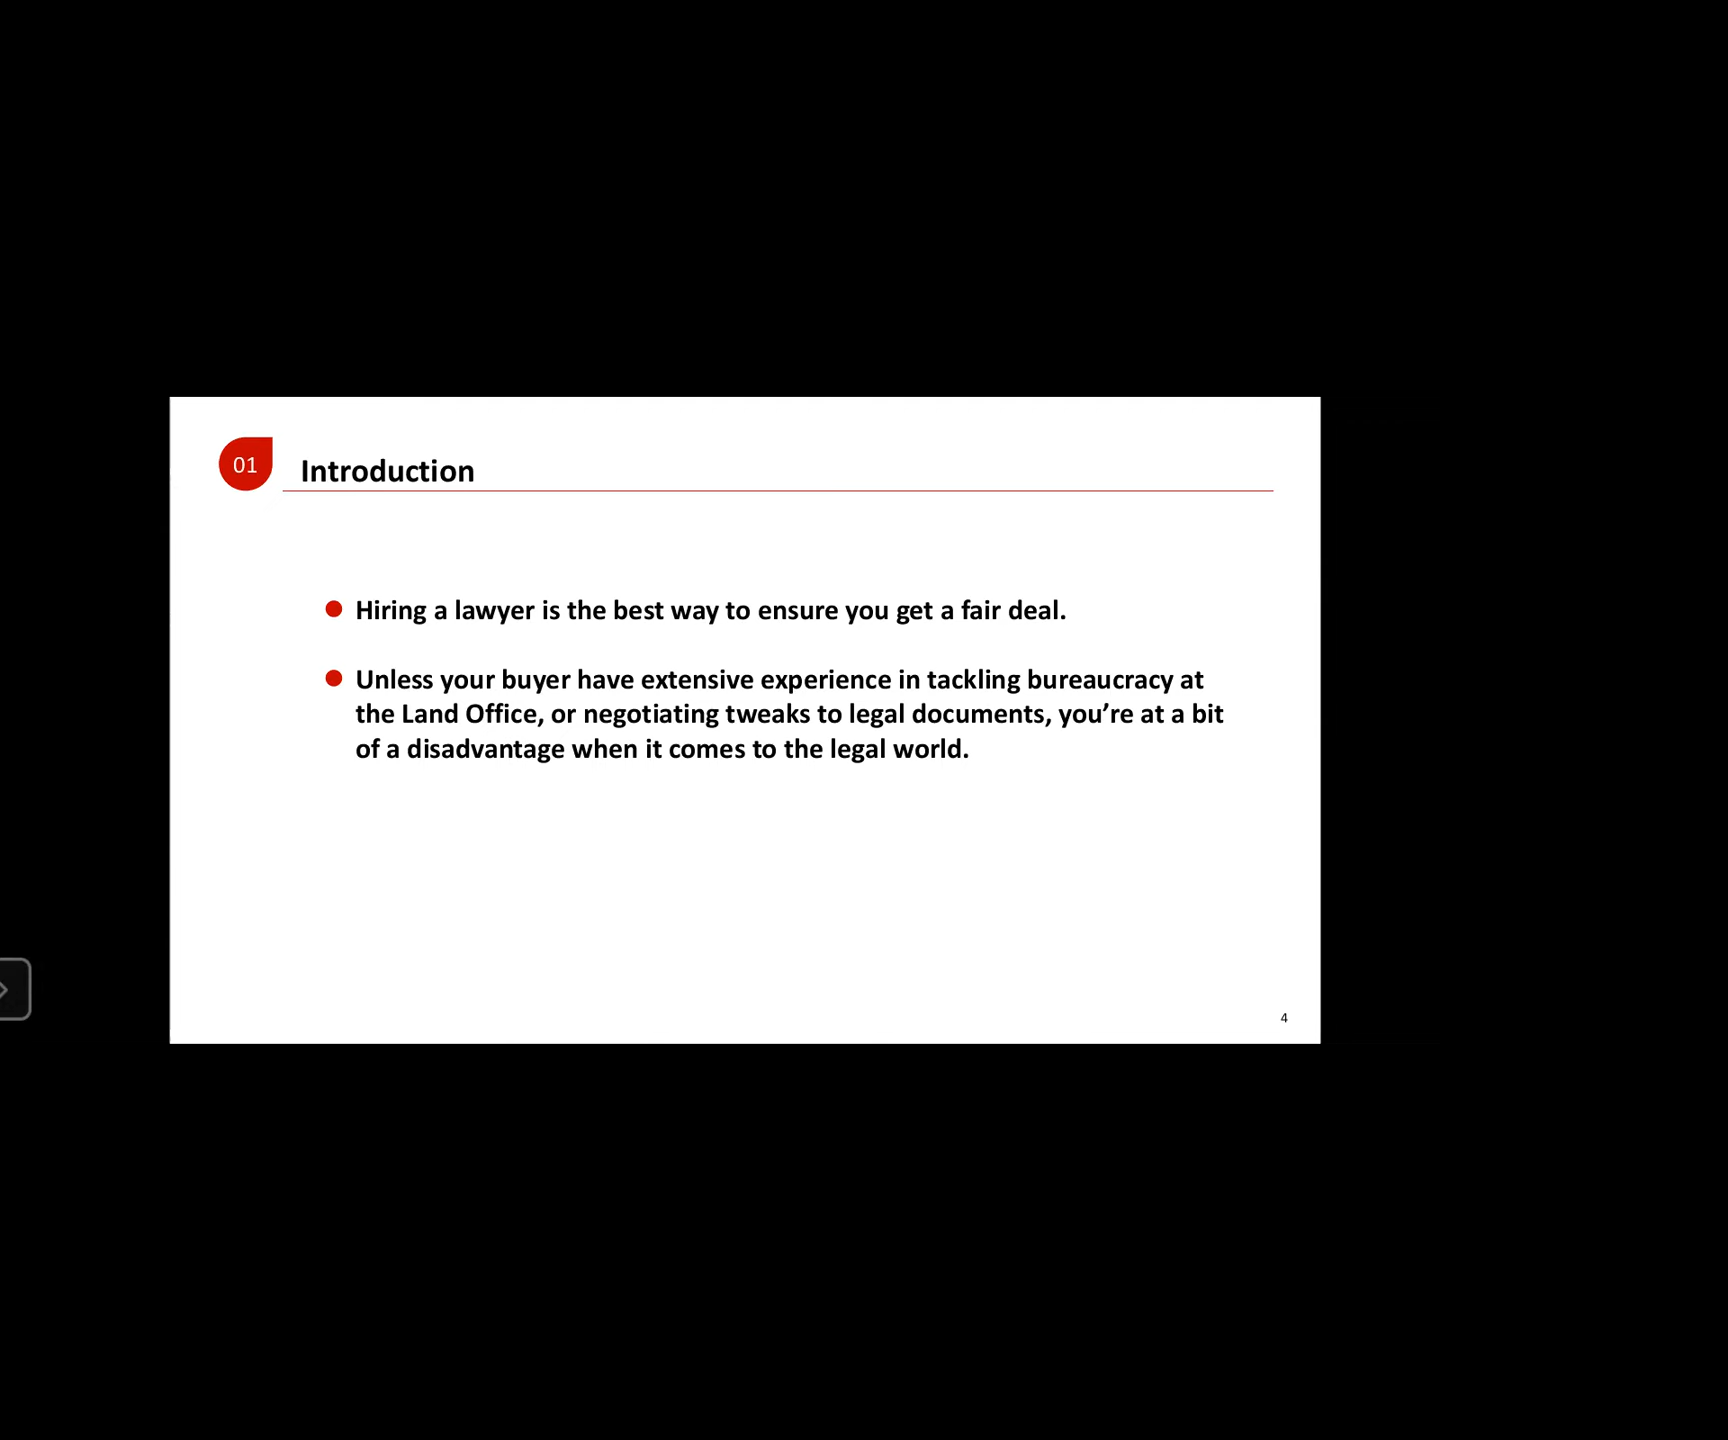 01
Introduction
Hiring a lawyer is the best way to ensure you get a fair deal.
Unless your buyer have extensive experience in tackling bureaucracy at
the Land Office, or negotiating tweaks to legal documents, you’re at a bit
of a disadvantage when it comes to the legal world.
4